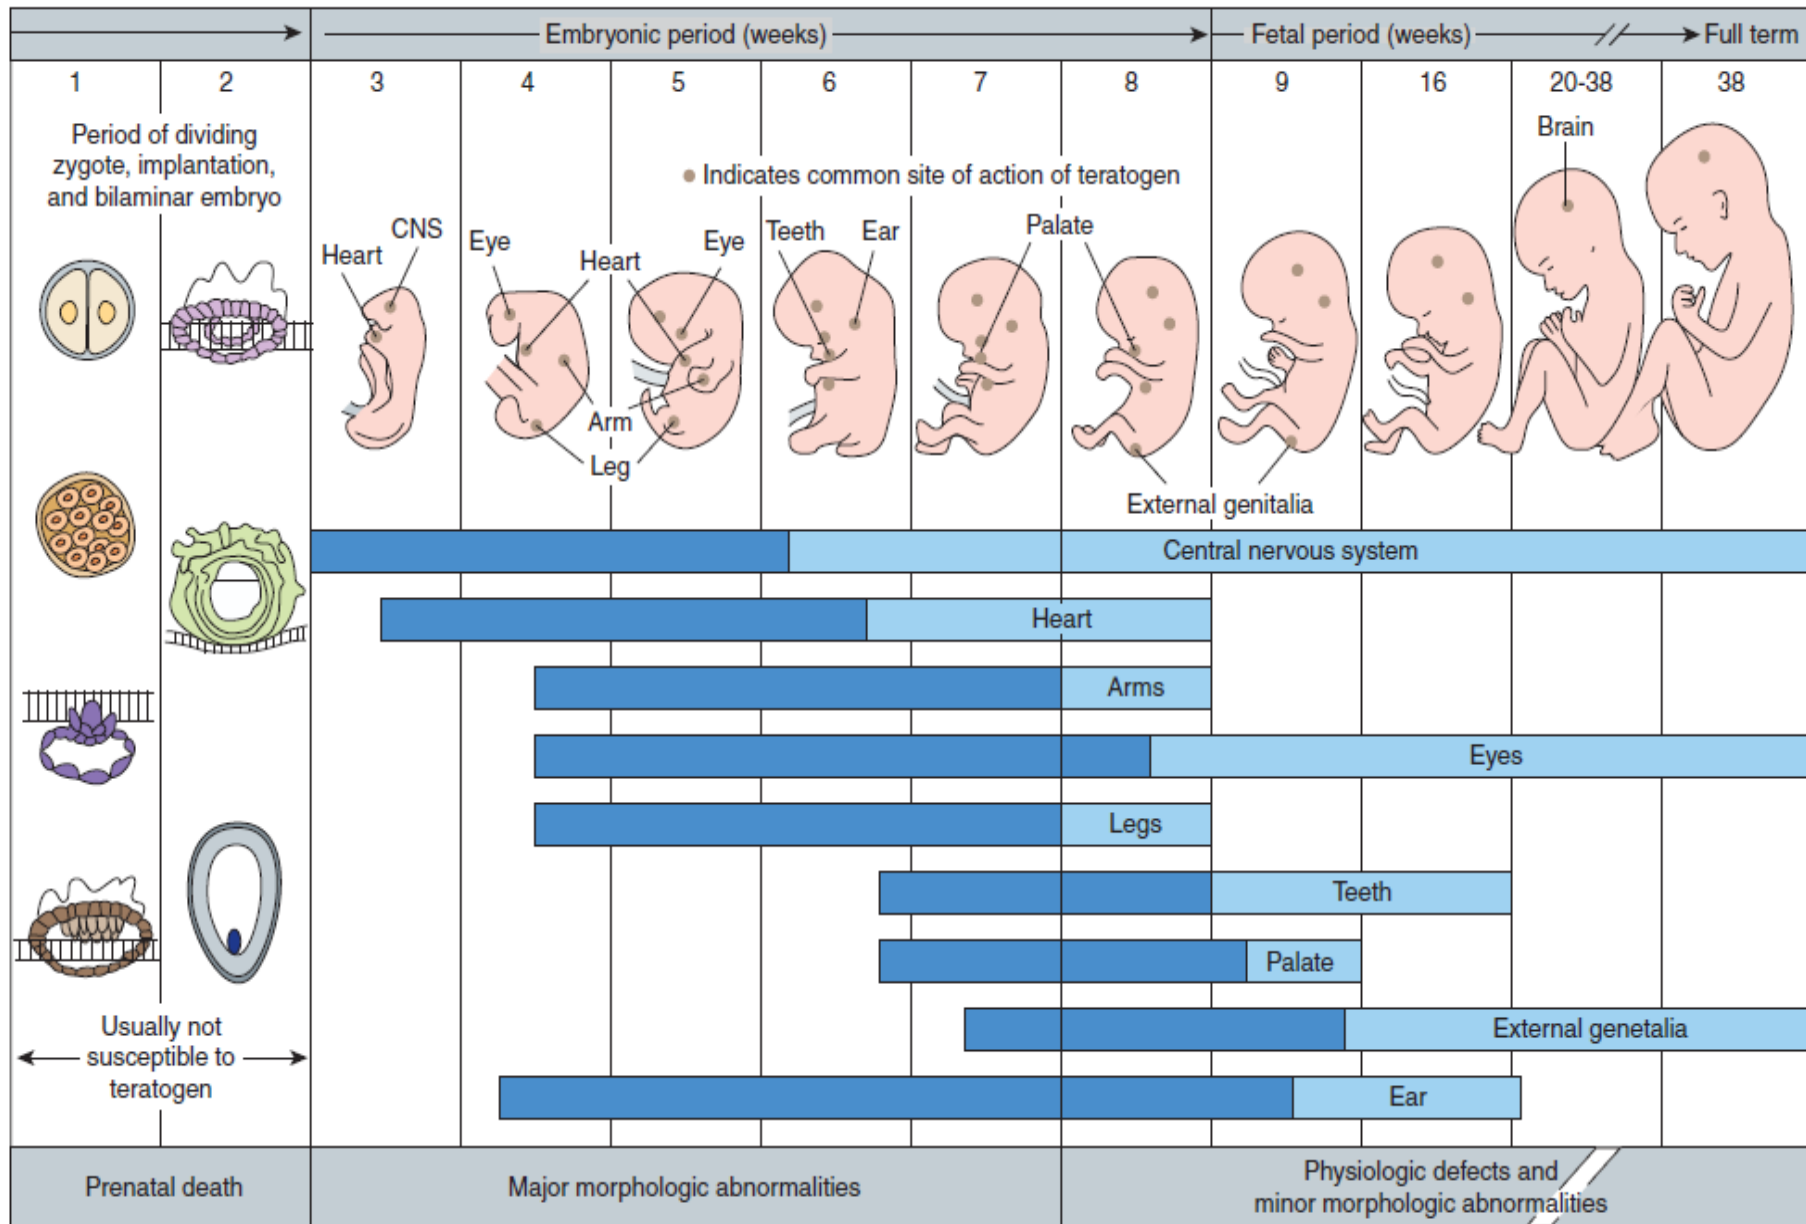 Embryonic period (weeks)
Fetal period (weeks)
Full term
1
2
3
4
5
6
7
8
9
16
20-38
38
Period of dividing
zygote, implantation,
and bilaminar embryo
Indicates common site of action of teratogen
Brain
Heart
CNS
Eye
Heart
Eye
Teeth
Ear
Palate
Arm
Leg
External genitalia
Central nervous system
Heart
Arms
Eyes
Legs
Teeth
Palate
External genetalia
Ear
Usually not
susceptible to
teratogen
Prenatal death
Major morphologic abnormalities
Physiologic defects and
minor morphologic abnormalities